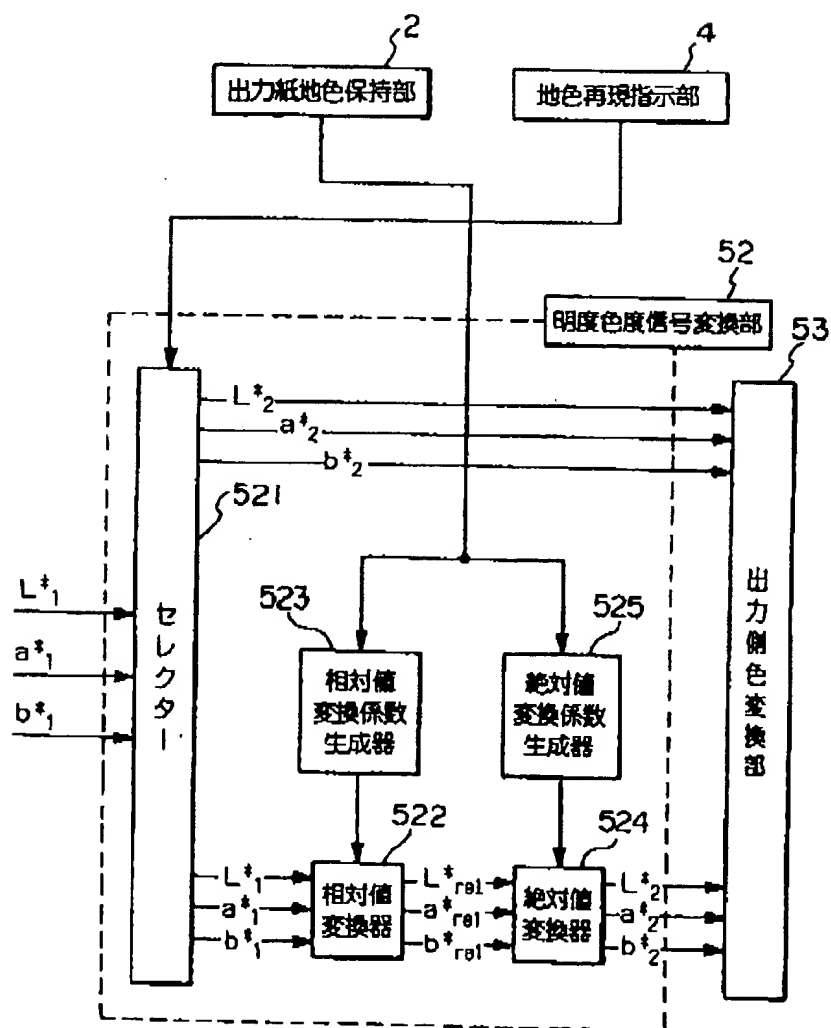 2
出力紙地色保持部
4
地色再現指示部
52
明度色度信号変換部
53
L*2
a*2
b*2
521
L*1
a*1
b*1
セレクター
523
相対値
変換係数
生成器
525
絶対値
変換係数
生成器
出力側色変換部
522
相対値
変換器
524
絶対値
変換器
L*1
a*1
b*1
L*rel
a*rel
b*rel
L*2
a*2
b*2